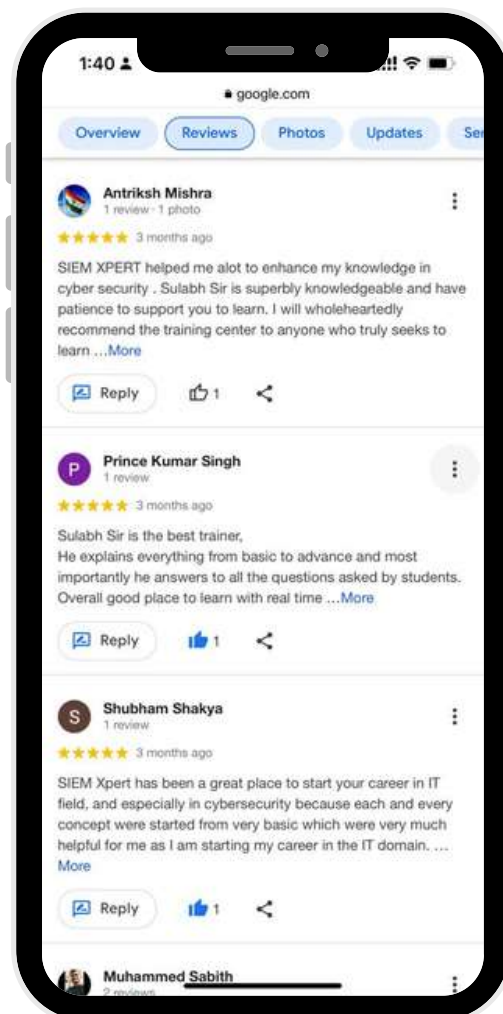 1:40
google.com
Overview Reviews Photos Updates Ser
Antriksh Mishra
1 review · 1 photo
3 months ago
SIEM XPERT helped me alot to enhance my knowledge in
cyber security . Sulabh Sir is superbly knowledgeable and have
patience to support you to learn. I will wholeheartedly
recommend the training center to anyone who truly seeks to
learn ...More
Reply 1
P
Prince Kumar Singh
1 review
3 months ago
Sulabh Sir is the best trainer,
He explains everything from basic to advance and most
importantly he answers to all the questions asked by students.
Overall good place to learn with real time ...More
Reply 1
S
Shubham Shakya
1 review
3 months ago
SIEM Xpert has been a great place to start your career in IT
field, and especially in cybersecurity because each and every
concept were started from very basic which were very much
helpful for me as I am starting my career in the IT domain. ...
More
Reply 1
Muhammed Sabith
2 reviews